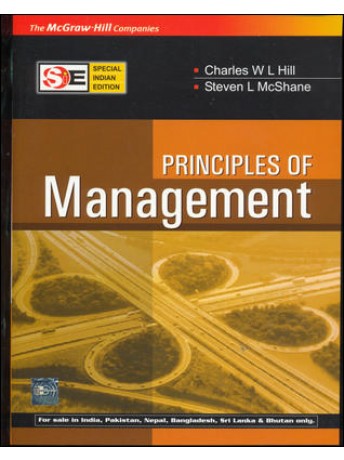 The McGraw-Hill Companies
SIE
SPECIAL
INDIAN
EDITION
Charles W L Hill
Steven L McShane
PRINCIPLES OF
Management
For sale in India, Pakistan, Nepal, Bangladesh, Sri Lanka & Bhutan only.